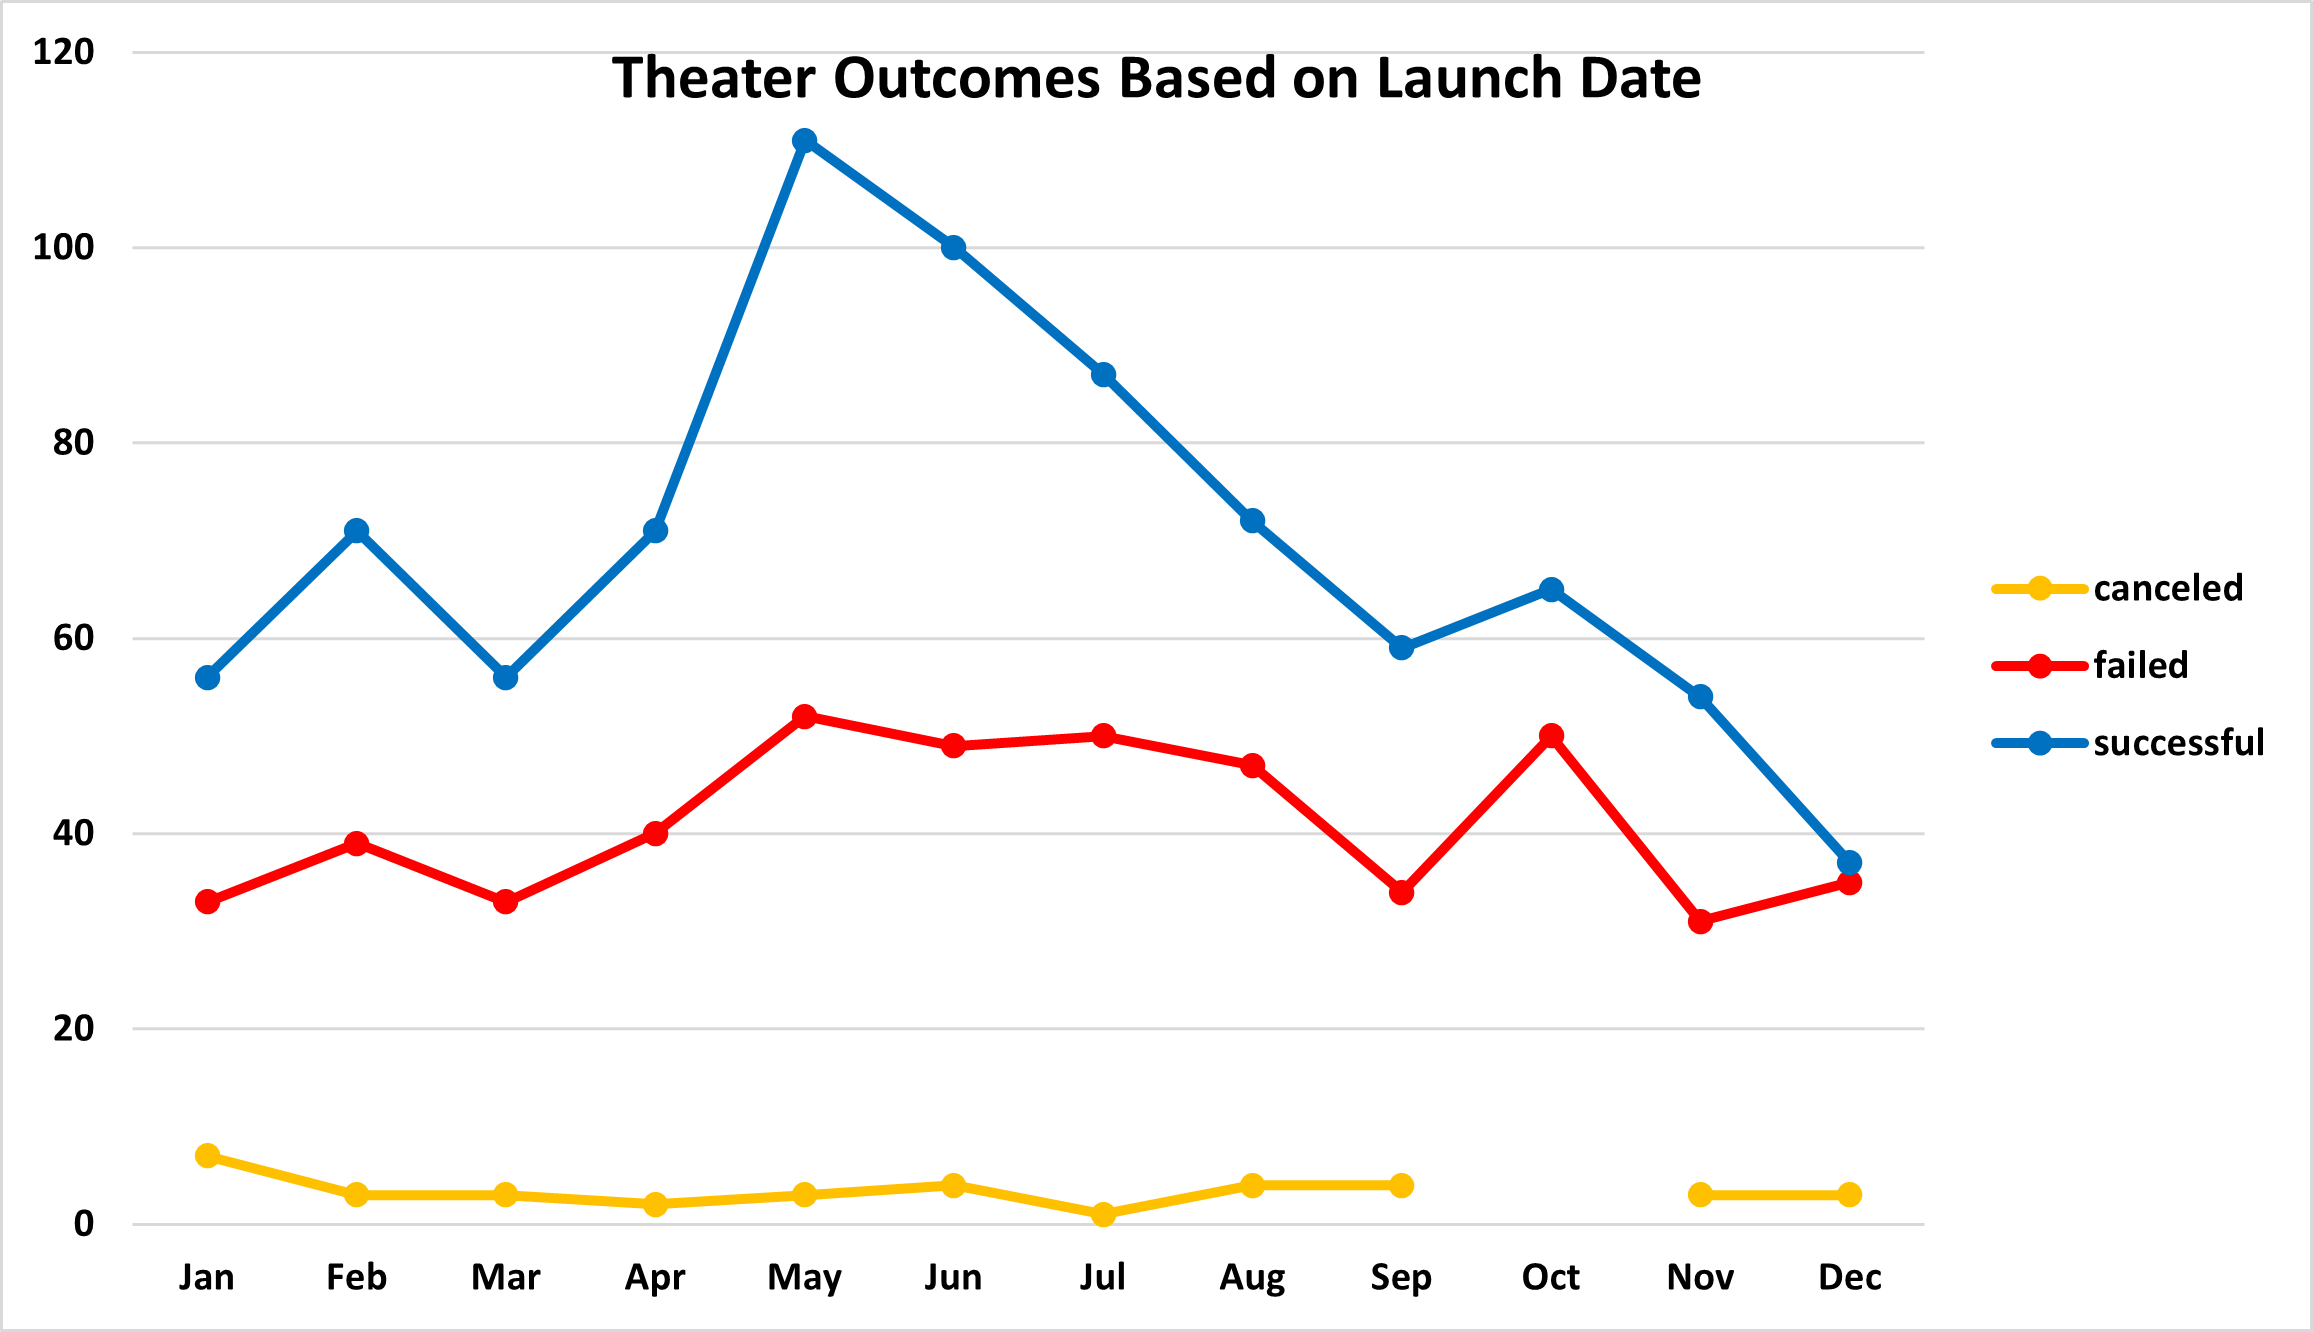 Theater Outcomes Based on Launch Date
120
100
80
60
40
20
0
Jan Feb Mar Apr May Jun Jul Aug Sep Oct Nov Dec
canceled
failed
successful